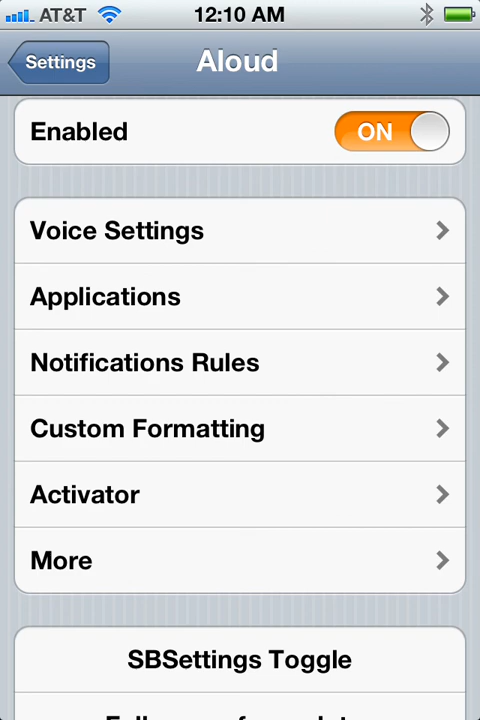 AT&T 12:10 AM
Settings Aloud
Enabled ON
Voice Settings
Applications
Notifications Rules
Custom Formatting
Activator
More
SBSettings Toggle